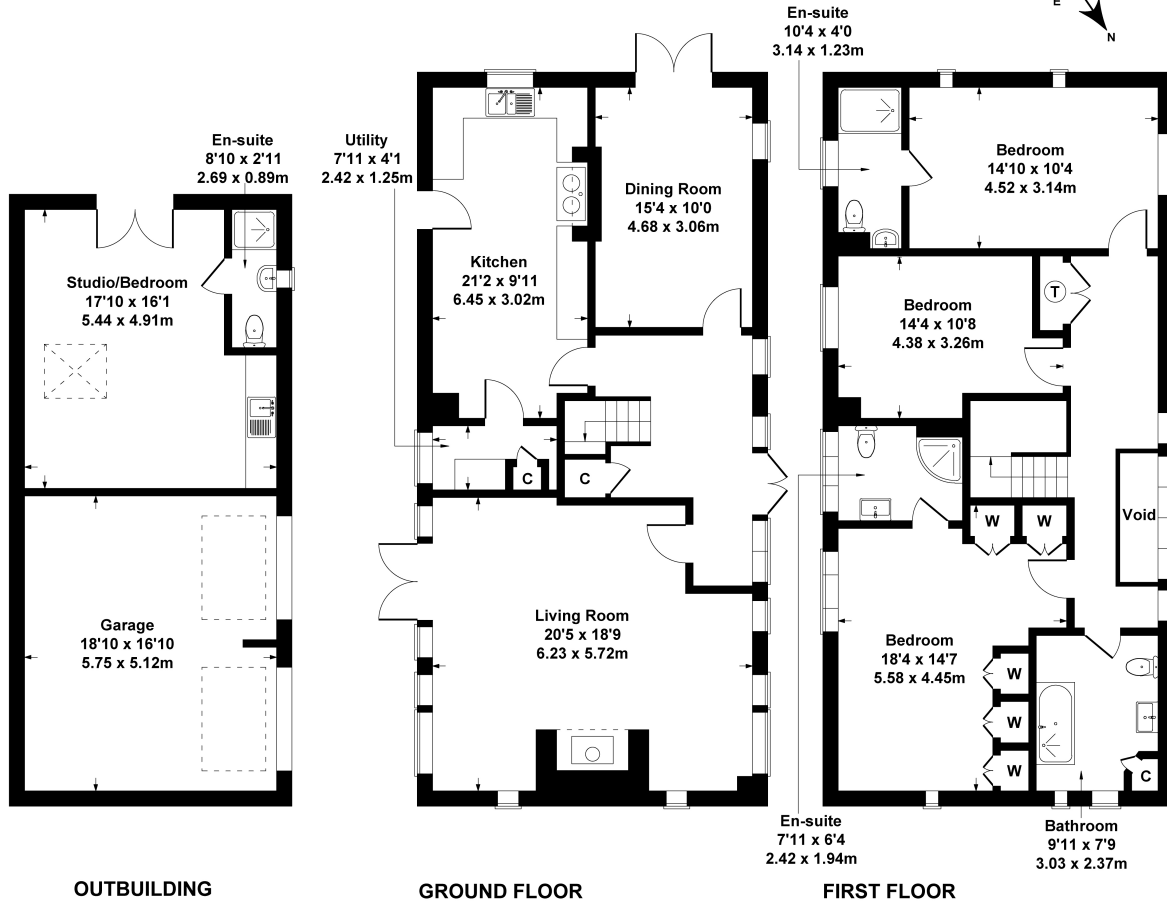 E
N
En-suite
10'4 x 4'0
3.14 x 1.23m
En-suite
8'10 x 2'11
2.69 x 0.89m
Utility
7'11 x 4'1
2.42 x 1.25m
Studio/Bedroom
17'10 x 16'1
5.44 x 4.91m
Garage
18'10 x 16'10
5.75 x 5.12m
Kitchen
21'2 x 9'11
6.45 x 3.02m
Dining Room
15'4 x 10'0
4.68 x 3.06m
C
C
Living Room
20'5 x 18'9
6.23 x 5.72m
Bedroom
14'10 x 10'4
4.52 x 3.14m
T
Bedroom
14'4 x 10'8
4.38 x 3.26m
W
W
Void
Bedroom
18'4 x 14'7
5.58 x 4.45m
W
W
W
C
En-suite
7'11 x 6'4
2.42 x 1.94m
Bathroom
9'11 x 7'9
3.03 x 2.37m
OUTBUILDING
GROUND FLOOR
FIRST FLOOR